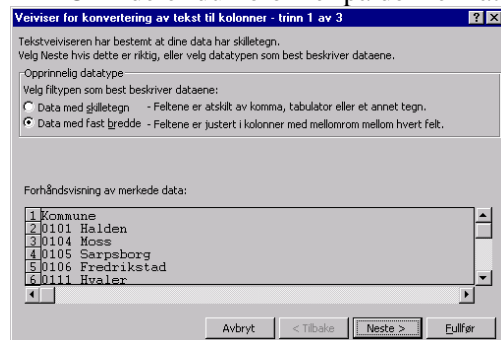 Veiviser for konvertering av tekst til kolonner - trinn 1 av 3
Tekstveiviseren har bestemt at dine data har skilletegn.
Velg Neste hvis dette er riktig, eller velg datatypen som best beskriver dataene.
Opprinnelig datatype
Velg filtypen som best beskriver dataene:
Data med skilletegn - Feltene er atskilt av komma, tabulator eller et annet tegn.
Data med fast bredde - Feltene er justert i kolonner med mellomrom mellom hvert felt.
Forhåndsvisning av merkede data:
1 Kommune
2 0101 Halden
3 0104 Moss
4 0105 Sarpsborg
5 0106 Fredrikstad
6 0111 Hvaler
Avbryt < Tilbake Neste > Fullfør